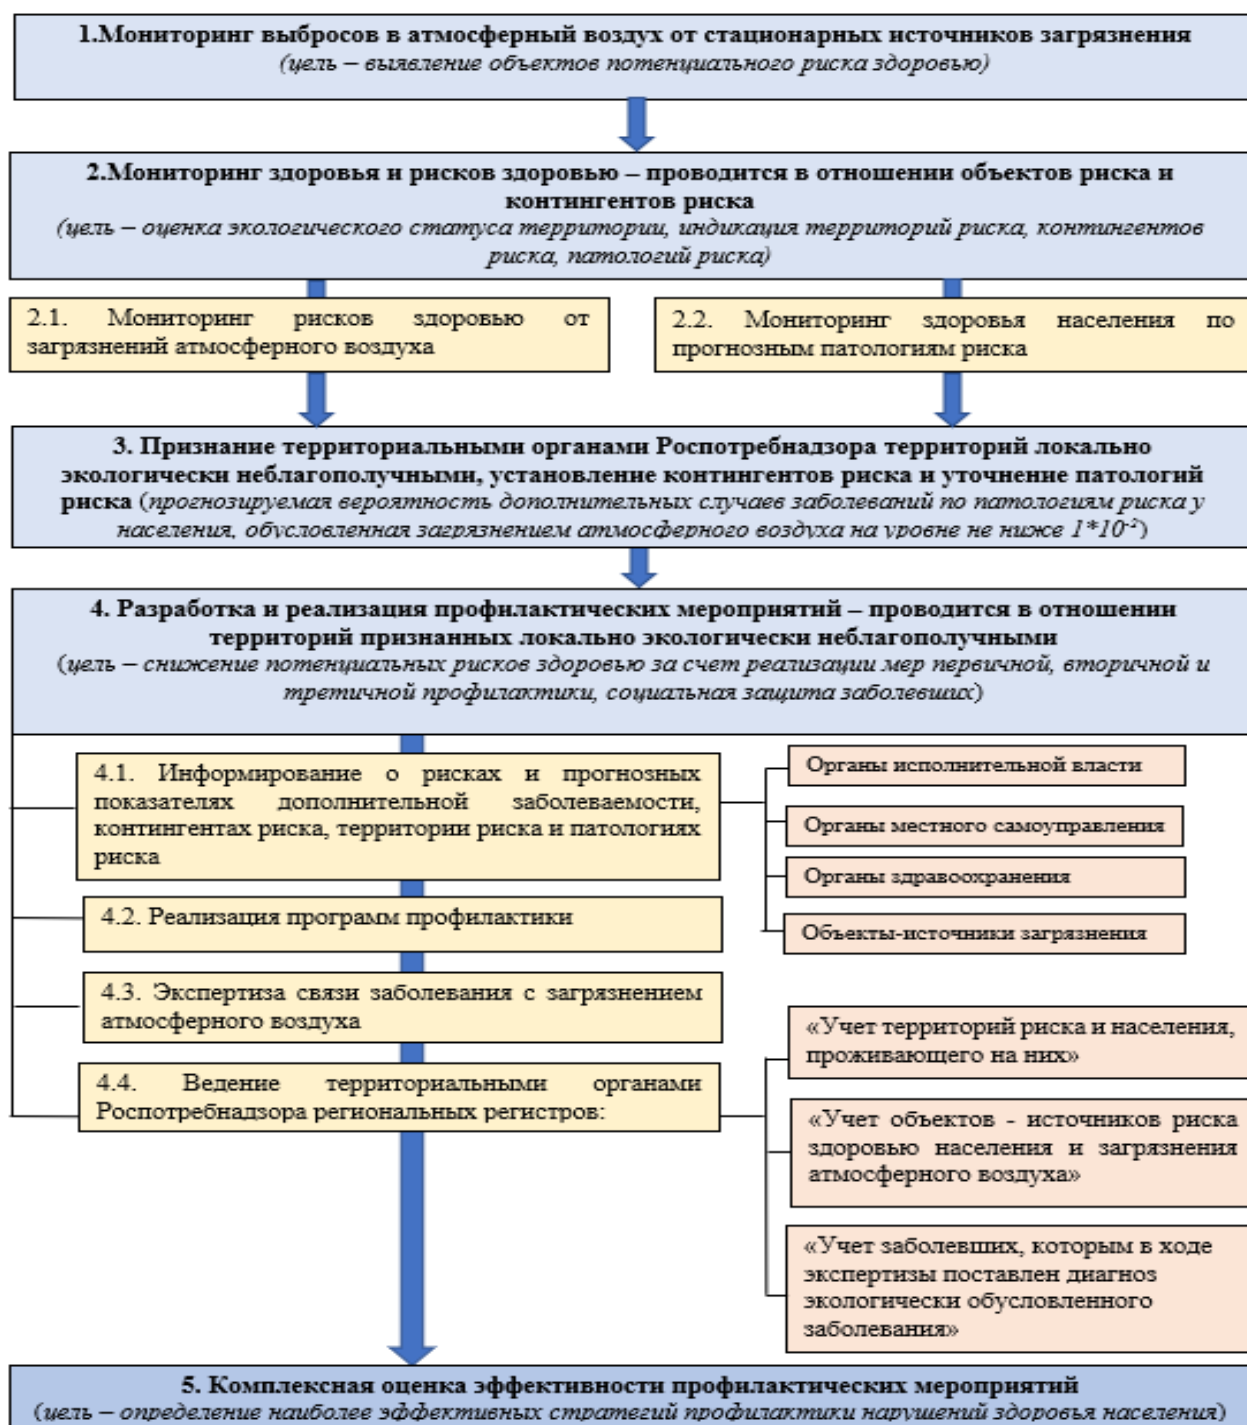 1.Мониторинг выбросов в атмосферный воздух от стационарных источников загрязнения
(цель – выявление объектов потенциального риска здоровью)
2.Мониторинг здоровья и рисков здоровью – проводится в отношении объектов риска и
контингентов риска
(цель – оценка экологического статуса территории, индикация территорий риска, контингентов
риска, патологий риска)
2.1. Мониторинг рисков здоровью от
загрязнений атмосферного воздуха
2.2. Мониторинг здоровья населения по
прогнозным патологиям риска
3. Признание территориальными органами Роспотребнадзора территорий локально
экологически неблагополучными, установление контингентов риска и уточнение патологий
риска (прогнозируемая вероятность дополнительных случаев заболеваний по патологиям риска у
населения, обусловленная загрязнением атмосферного воздуха на уровне не ниже 1*10⁻²)
4. Разработка и реализация профилактических мероприятий – проводится в отношении
территорий признанных локально экологически неблагополучными
(цель – снижение потенциальных рисков здоровью за счет реализации мер первичной, вторичной и
третичной профилактики, социальная защита заболевших)
4.1. Информирование о рисках и прогнозных
показателях дополнительной заболеваемости,
контингентах риска, территории риска и патологиях
риска
Органы исполнительной власти
Органы местного самоуправления
Органы здравоохранения
Объекты-источники загрязнения
4.2. Реализация программ профилактики
4.3. Экспертиза связи заболевания с загрязнением
атмосферного воздуха
4.4. Ведение территориальными органами
Роспотребнадзора региональных регистров:
«Учет территорий риска и населения,
проживающего на них»
«Учет объектов - источников риска
здоровью населения и загрязнения
атмосферного воздуха»
«Учет заболевших, которым в ходе
экспертизы поставлен диагноз
экологически обусловленного
заболевания»
5. Комплексная оценка эффективности профилактических мероприятий
(цель – определение наиболее эффективных стратегий профилактики нарушений здоровья населения)